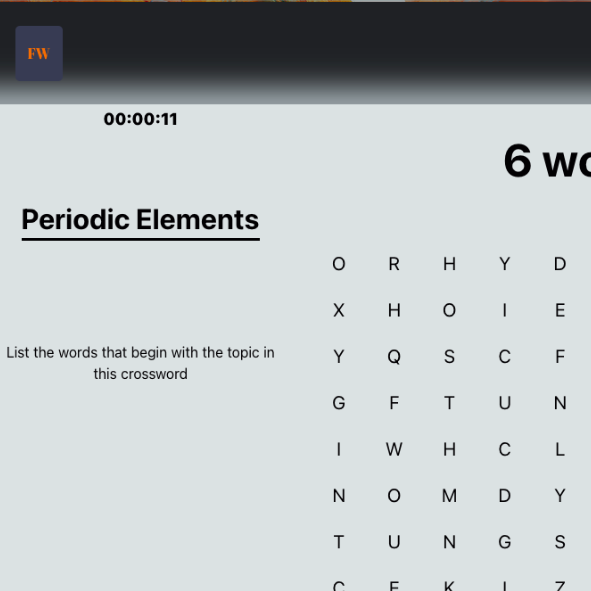 FW
00:00:11
6 wo
Periodic Elements
List the words that begin with the topic in
this crossword
O R H Y D
X H O I E
Y Q S C F
G F T U N
I W H C L
N O M D Y
T U N G S